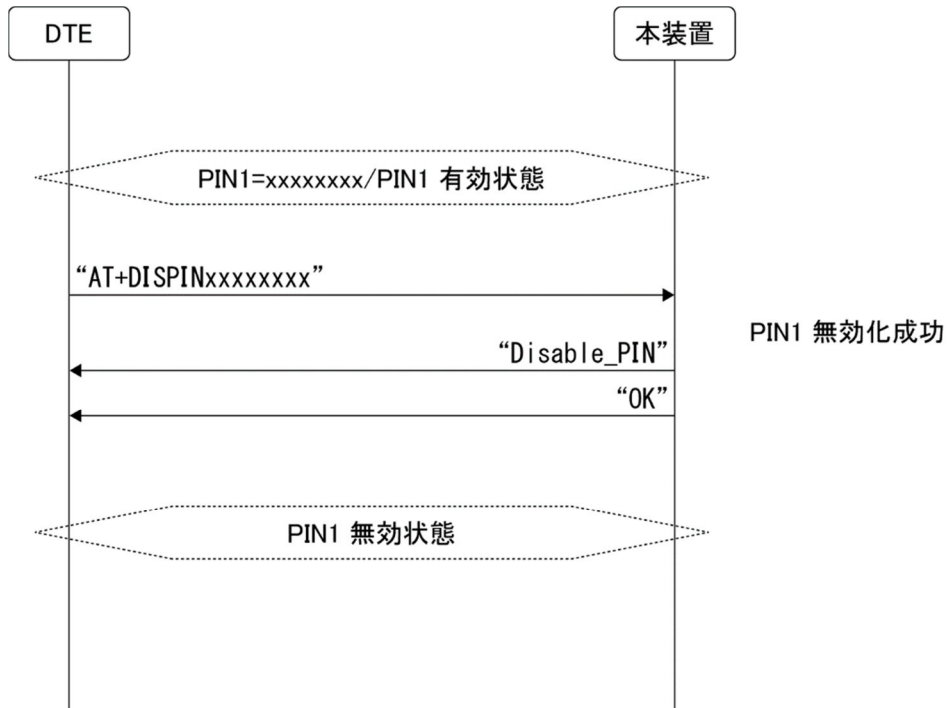 DTE
本装置
PIN1=xxxxxxxx/PIN1 有効状態
“AT+DISPINxxxxxxxx”
PIN1 無効化成功
“Disable_PIN”
“OK”
PIN1 無効状態